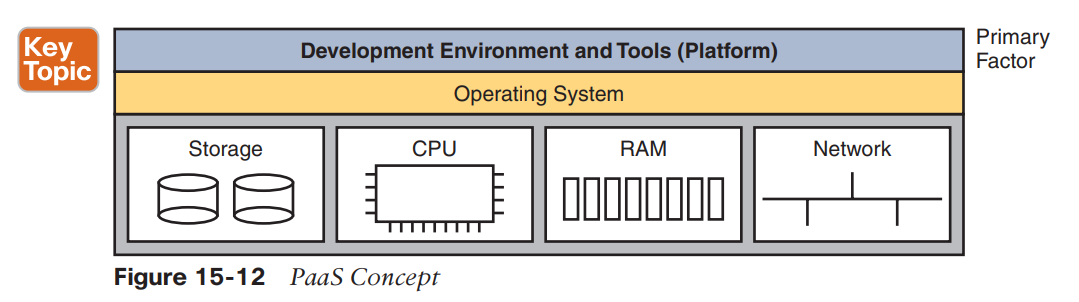 Key
Topic
Development Environment and Tools (Platform)
Primary
Factor
Operating System
Storage
CPU
RAM
Network
Figure 15-12 PaaS Concept